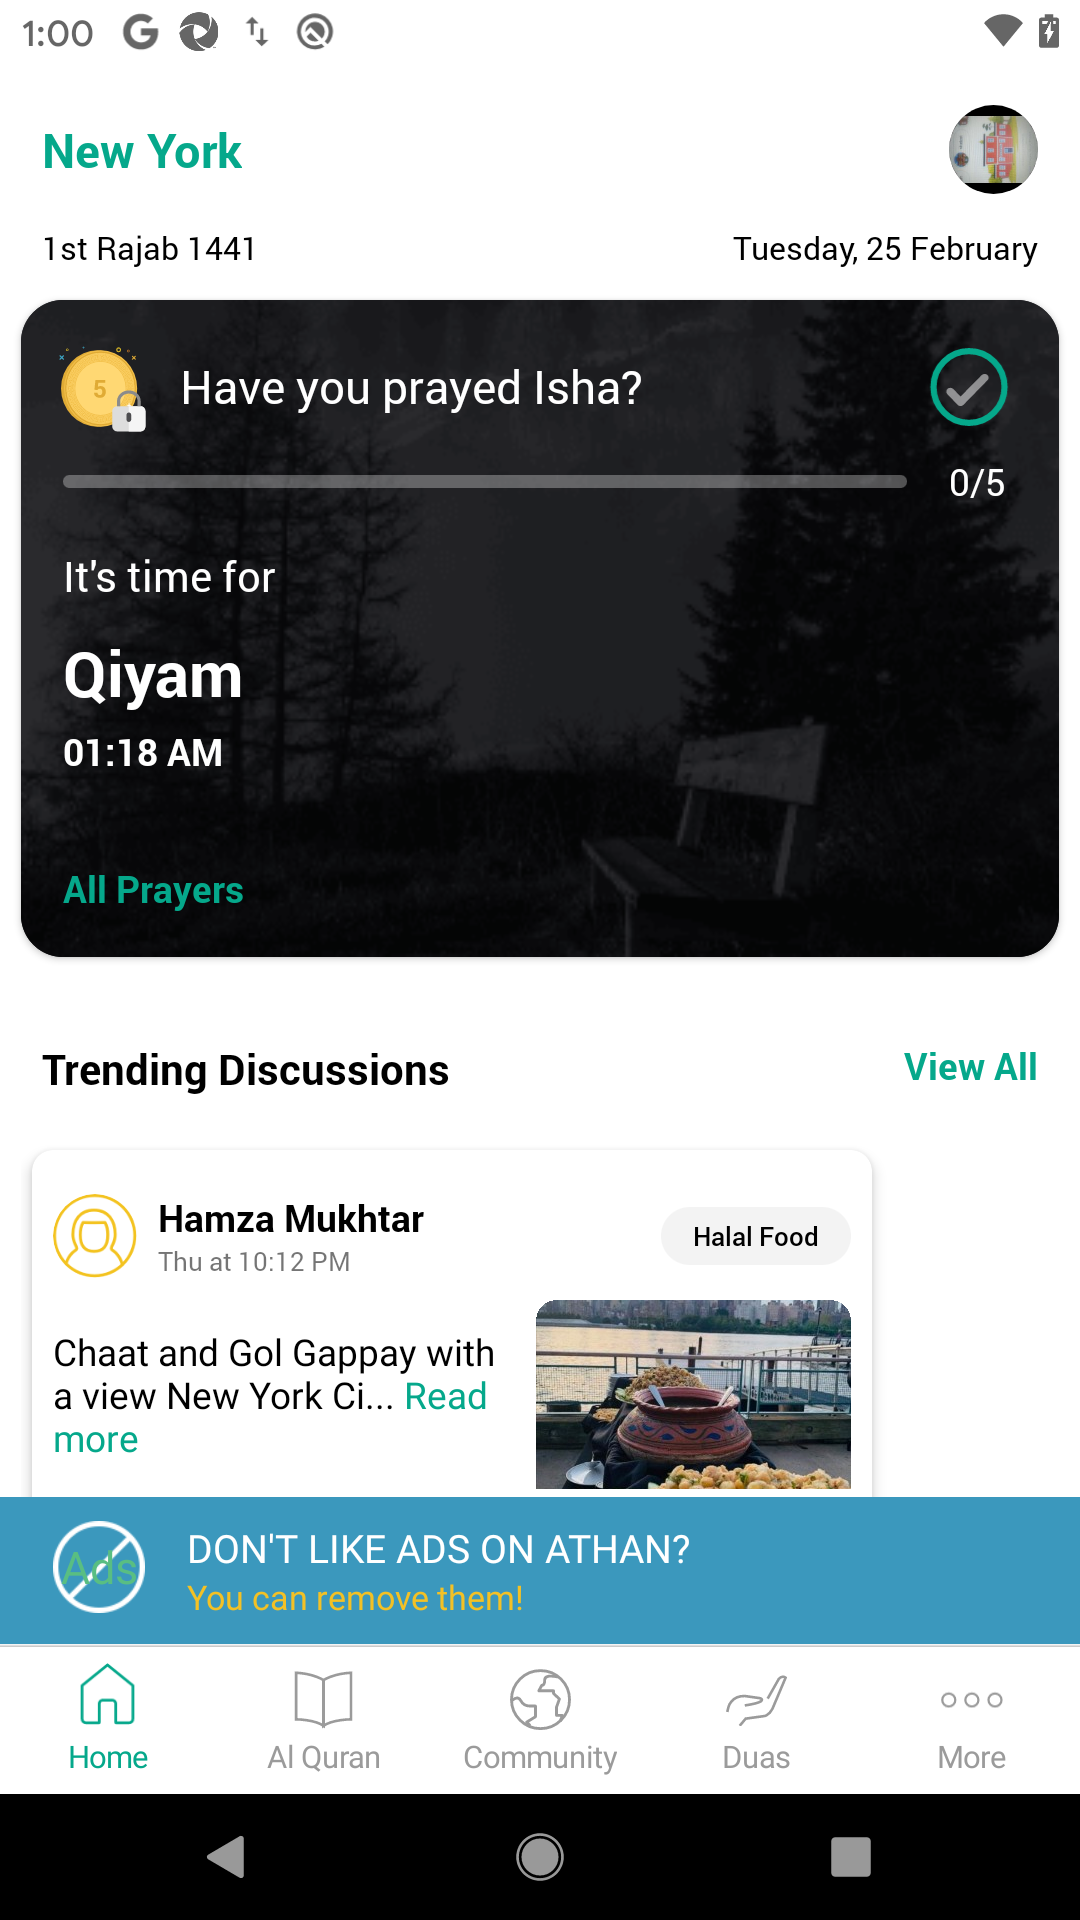 1:00
New York
1st Rajab 1441
Tuesday, 25 February
5
Have you prayed Isha?
0/5
It's time for
Qiyam
01:18 AM
All Prayers
Trending Discussions
View All
Hamza Mukhtar
Thu at 10:12 PM
Halal Food
Chaat and Gol Gappay with
a view New York Ci... Read
more
Ads
DON'T LIKE ADS ON ATHAN?
You can remove them!
Home
Al Quran
Community
Duas
More